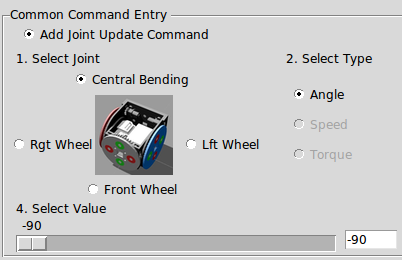 Common Command Entry
Add Joint Update Command
1. Select Joint
2. Select Type
Central Bending
Angle
Speed
Rgt Wheel
Lft Wheel
Torque
Front Wheel
4. Select Value
-90
-90